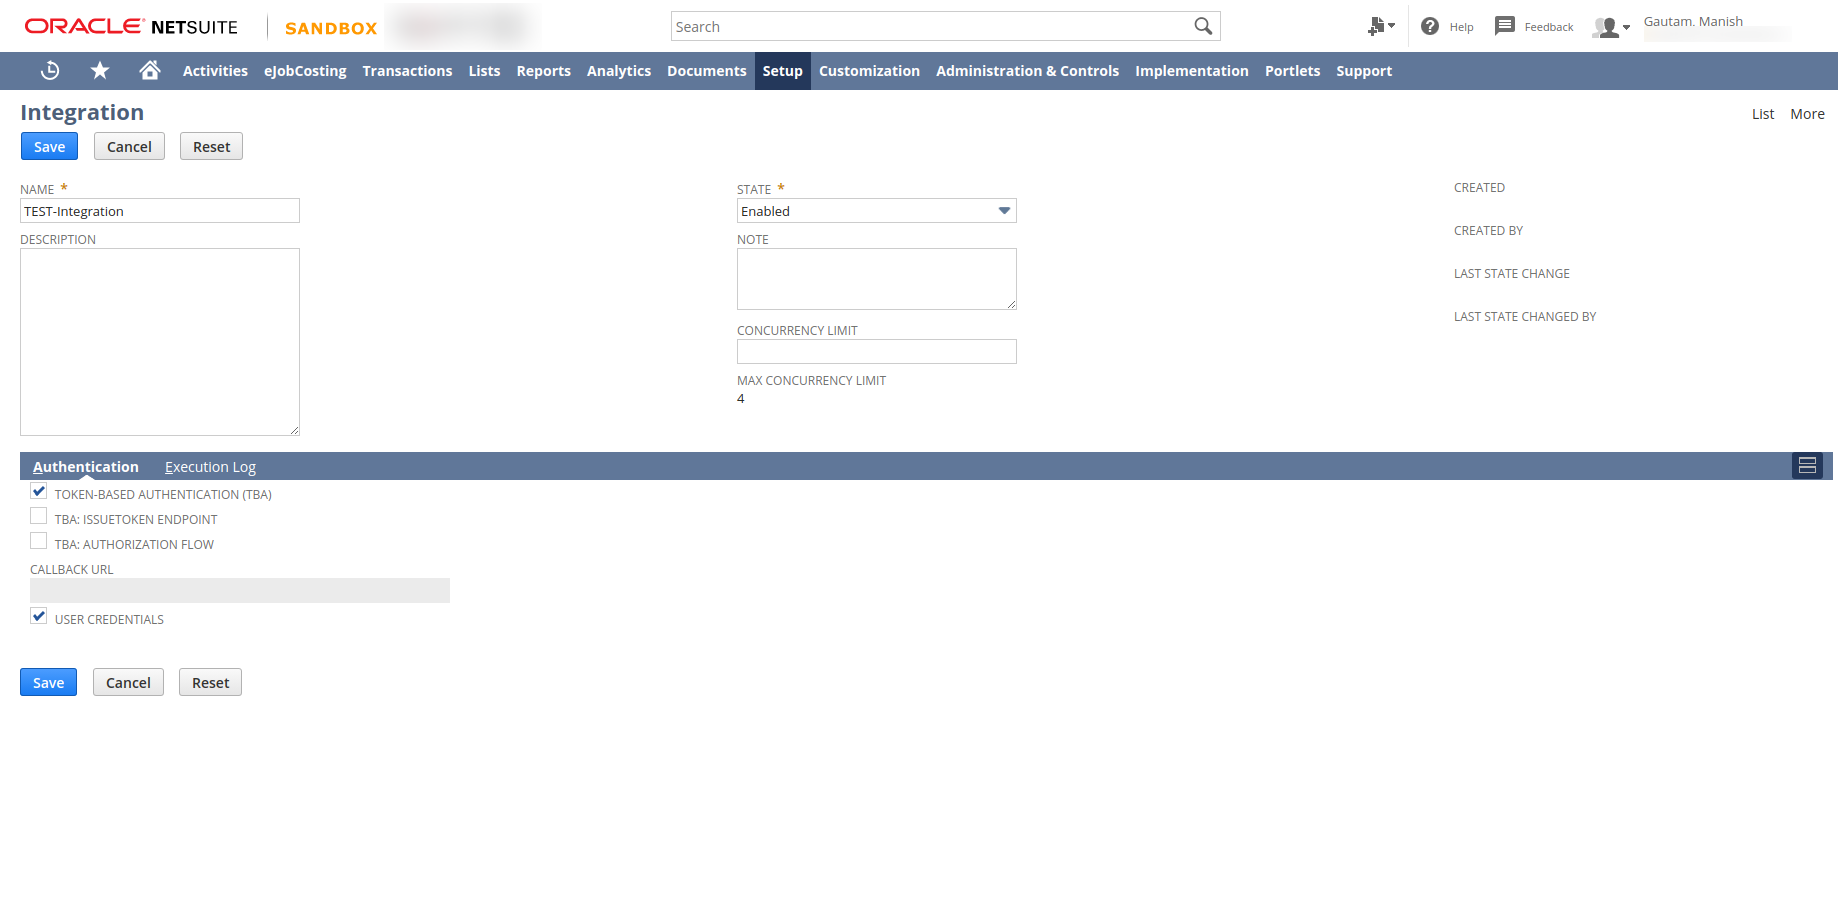 ORACLE NETSUITE SANDBOX Search Help Feedback Gautam. Manish
Activities eJobCosting Transactions Lists Reports Analytics Documents Setup Customization Administration & Controls Implementation Portlets Support
Integration
List More
Save Cancel Reset
NAME *
TEST-Integration
DESCRIPTION
STATE *
Enabled
NOTE
CONCURRENCY LIMIT
MAX CONCURRENCY LIMIT
4
CREATED
CREATED BY
LAST STATE CHANGE
LAST STATE CHANGED BY
Authentication Execution Log
TOKEN-BASED AUTHENTICATION (TBA)
TBA: ISSUETOKEN ENDPOINT
TBA: AUTHORIZATION FLOW
CALLBACK URL
USER CREDENTIALS
Save Cancel Reset